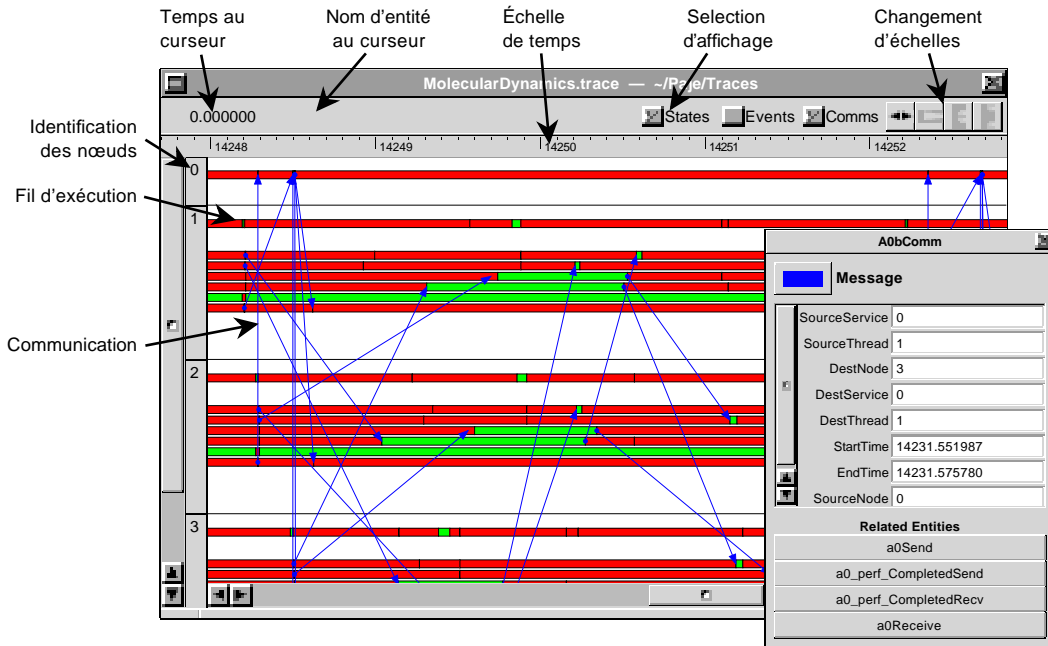 Temps au
curseur
Nom d'entité
au curseur
Échelle
de temps
Selection
d'affichage
Changement
d'échelles
MolecularDynamics.trace — ~/Paje/Traces
0.000000
States
Events
Comms
Identification
des nœuds
14248
14249
14250
14251
14252
0
Fil d'exécution
1
Communication
2
3
A0bComm
Message
SourceService 0
SourceThread 1
DestNode 3
DestService 0
DestThread 1
StartTime 14231.551987
EndTime 14231.575780
SourceNode 0
Related Entities
a0Send
a0_perf_CompletedSend
a0_perf_CompletedRecv
a0Receive